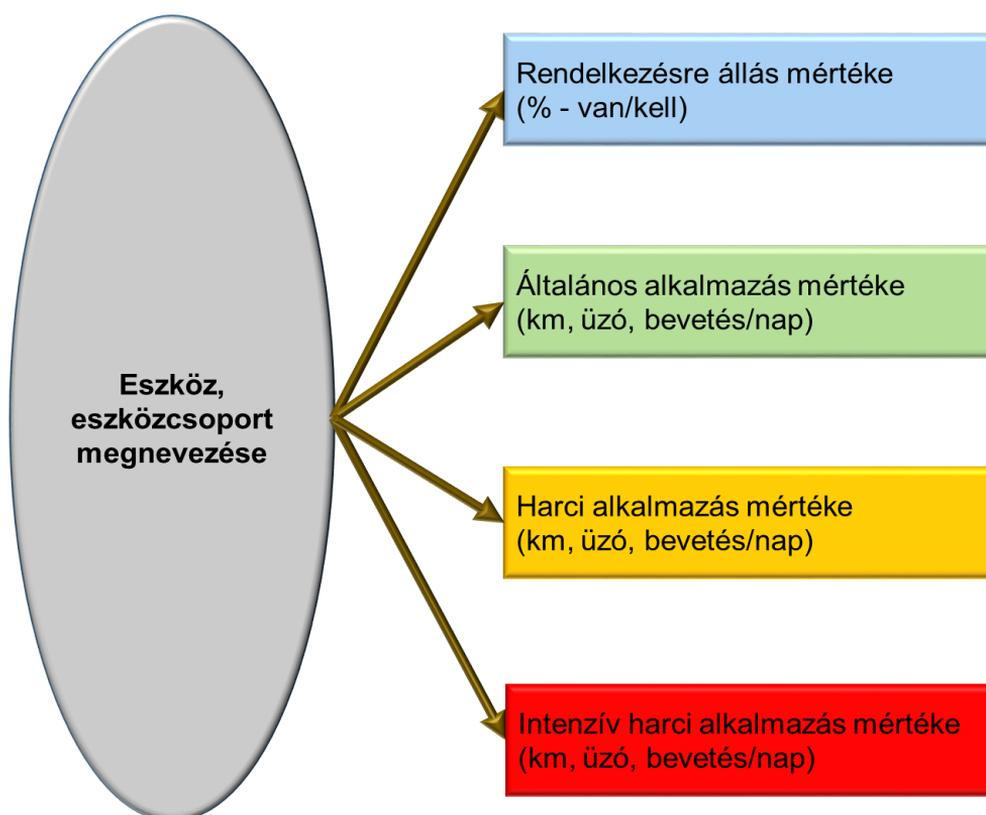 Rendelkezésre állás mértéke
(% - van/kell)
Általános alkalmazás mértéke
(km, üzó, bevetés/nap)
Eszköz,
eszközcsoport
megnevezése
Harci alkalmazás mértéke
(km, üzó, bevetés/nap)
Intenzív harci alkalmazás mértéke
(km, üzó, bevetés/nap)